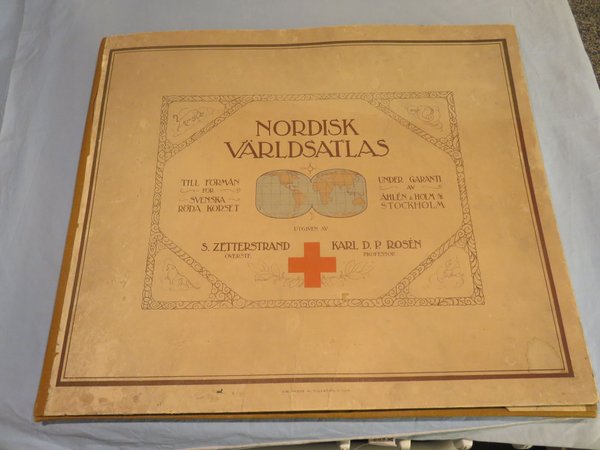 NORDISK
VÄRLDSATLAS
TILL FÖRMÅN
FÖR
SVENSKA
RÖDA KORSET
UNDER GARANTI
AV
ÅHLÉN & HOLM A/B
STOCKHOLM
UTGIVEN AV
S. ZETTERSTRAND
ÖVERSTE
KARL D. P. ROSÉN
PROFESSOR